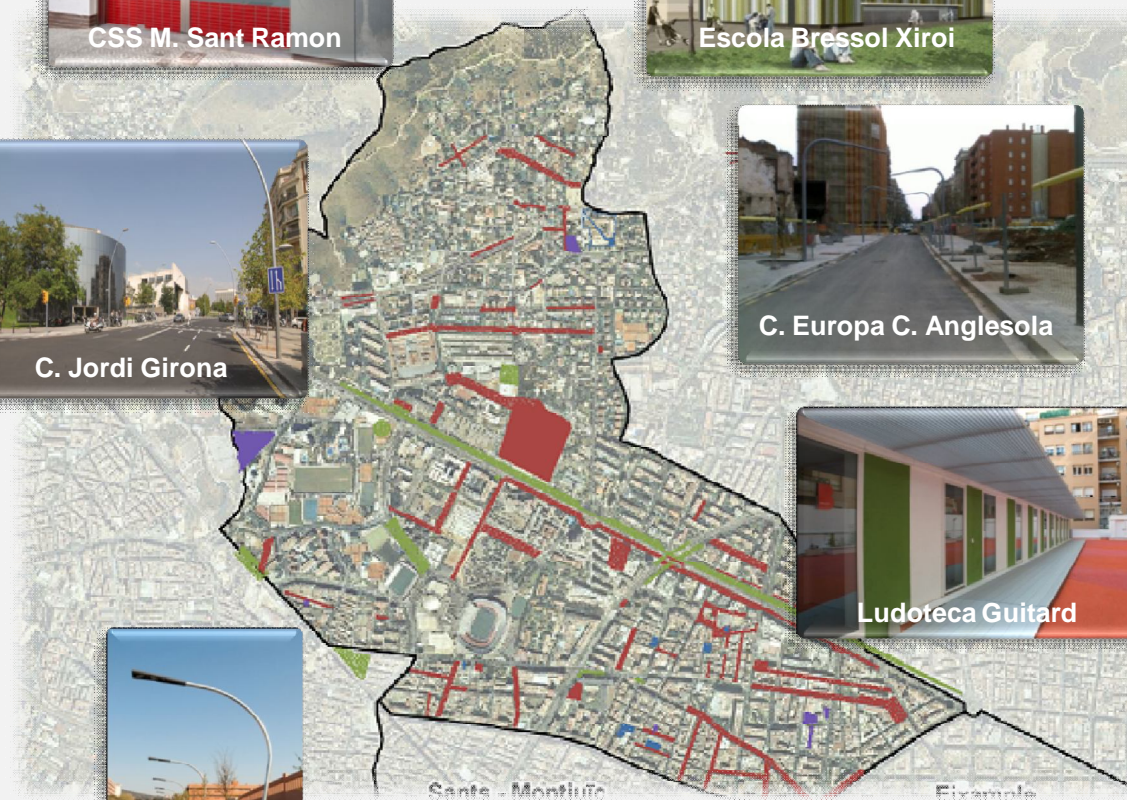 CSS M. Sant Ramon
Escola Bressol Xiroi
C. Jordi Girona
C. Europa C. Anglesola
Ludoteca Guitard
Sants - Montjuïc
Eixample